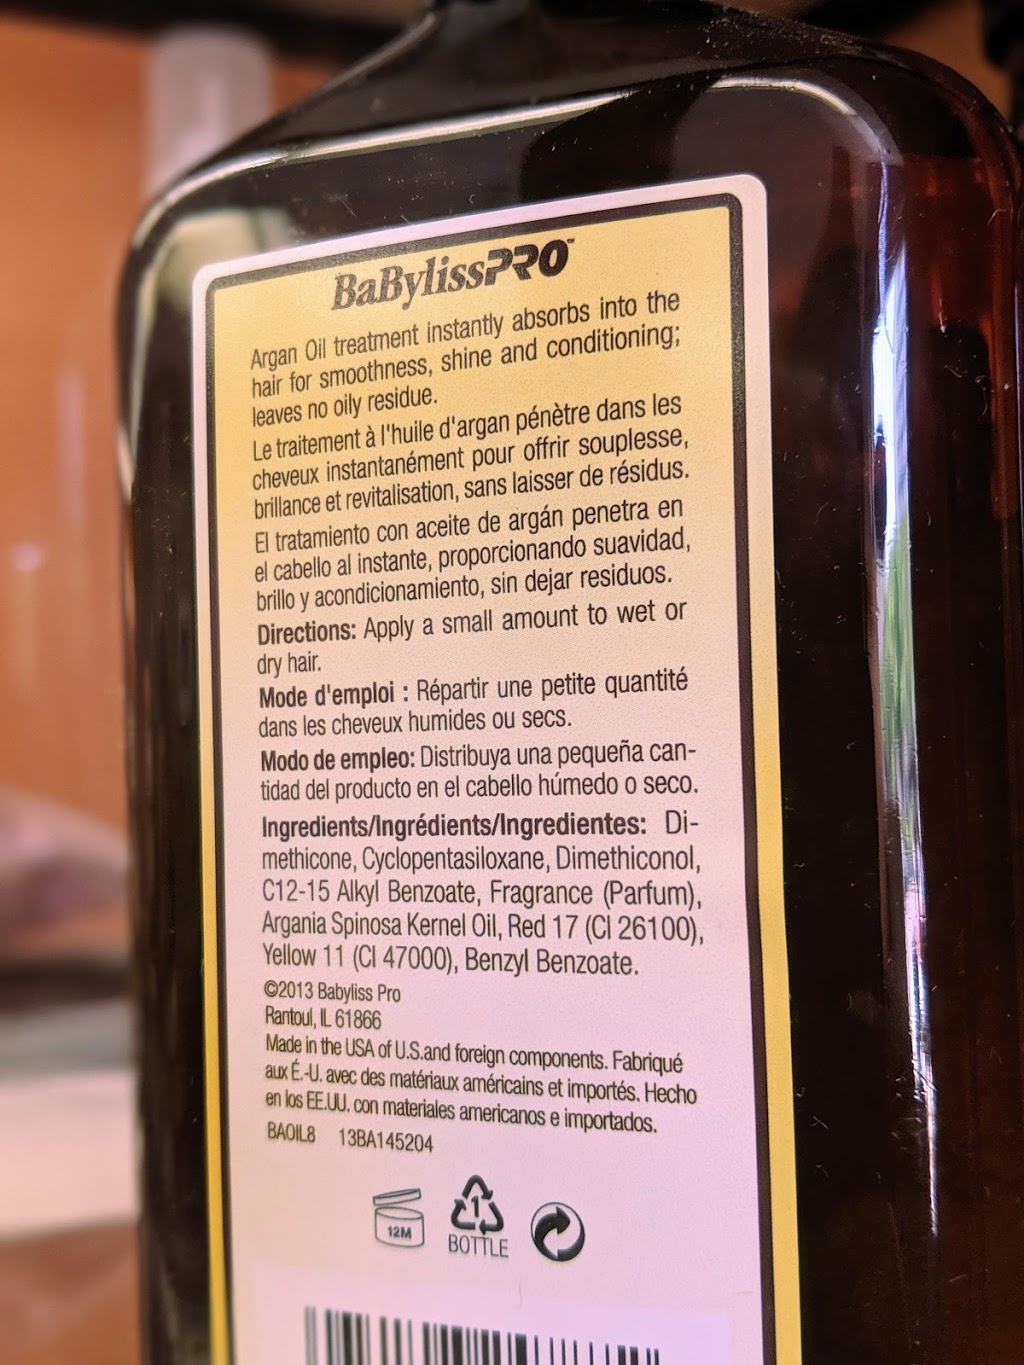 BaBylissPRO™
Argan Oil treatment instantly absorbs into the
hair for smoothness, shine and conditioning;
leaves no oily residue.
Le traitement à l'huile d'argan pénètre dans les
cheveux instantanément pour offrir souplesse,
brillance et revitalisation, sans laisser de résidus.
El tratamiento con aceite de argán penetra en
el cabello al instante, proporcionando suavidad,
brillo y acondicionamiento, sin dejar residuos.
Directions: Apply a small amount to wet or
dry hair.
Mode d'emploi : Répartir une petite quantité
dans les cheveux humides ou secs.
Modo de empleo: Distribuya una pequeña can-
tidad del producto en el cabello húmedo o seco.
Ingredients/Ingrédients/Ingredientes: Di-
methicone, Cyclopentasiloxane, Dimethiconol,
C12-15 Alkyl Benzoate, Fragrance (Parfum),
Argania Spinosa Kernel Oil, Red 17 (CI 26100),
Yellow 11 (CI 47000), Benzyl Benzoate.
©2013 Babyliss Pro
Rantoul, IL 61866
Made in the USA of U.S.and foreign components. Fabriqué
aux É.-U. avec des matériaux américains et importés. Hecho
en los EE.UU. con materiales americanos e importados.
BAOIL8 13BA145204
12M
1
BOTTLE